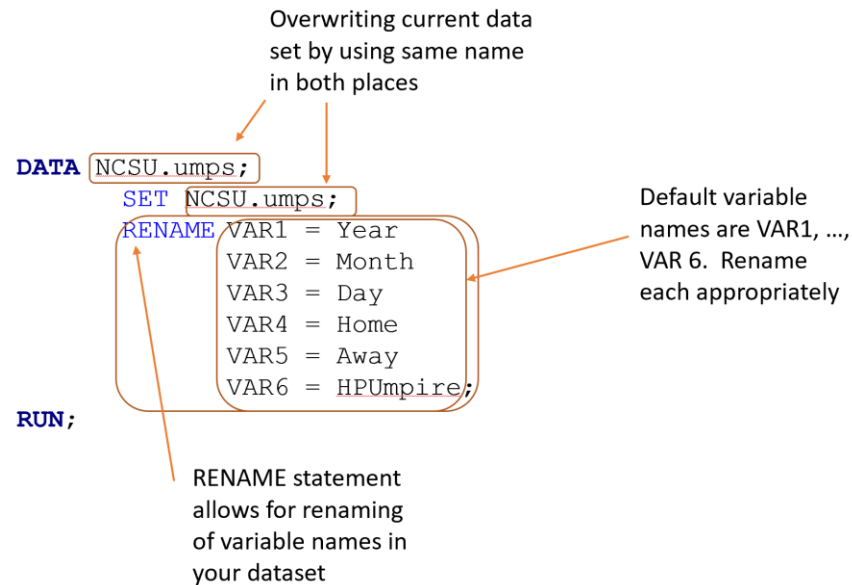 Overwriting current data
set by using same name
in both places
DATA NCSU.umps;
SET NCSU.umps;
RENAME VAR1 = Year
VAR2 = Month
VAR3 = Day
VAR4 = Home
VAR5 = Away
VAR6 = HPUmpire;
RUN;
Default variable
names are VAR1, ...,
VAR 6. Rename
each appropriately
RENAME statement
allows for renaming
of variable names in
your dataset